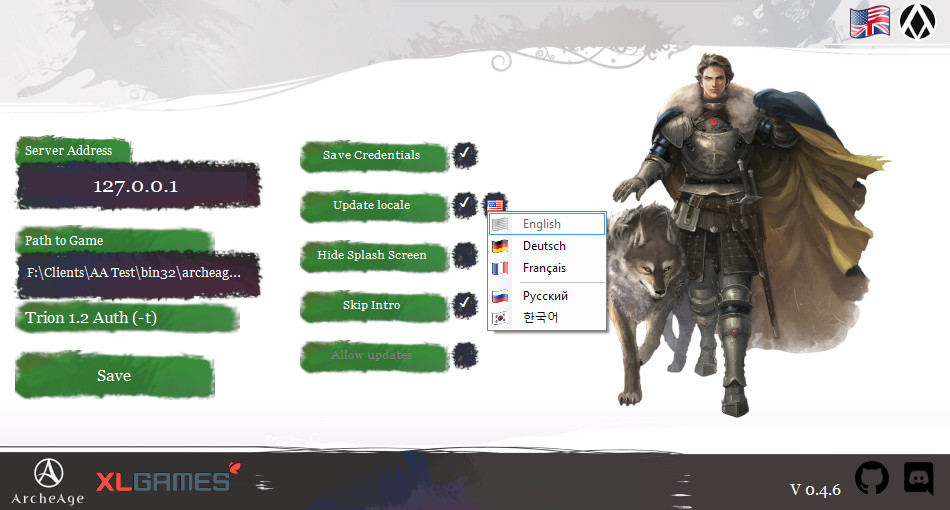 Server Address
127.0.0.1
Path to Game
F:\Clients\AA Test\bin32\archeag...
Trion 1.2 Auth (-t)
Save
Save Credentials
Update locale
Hide Splash Screen
Skip Intro
Allow updates
English
Deutsch
Français
Русский
한국어
ArcheAge
XLGAMES
V 0.4.6